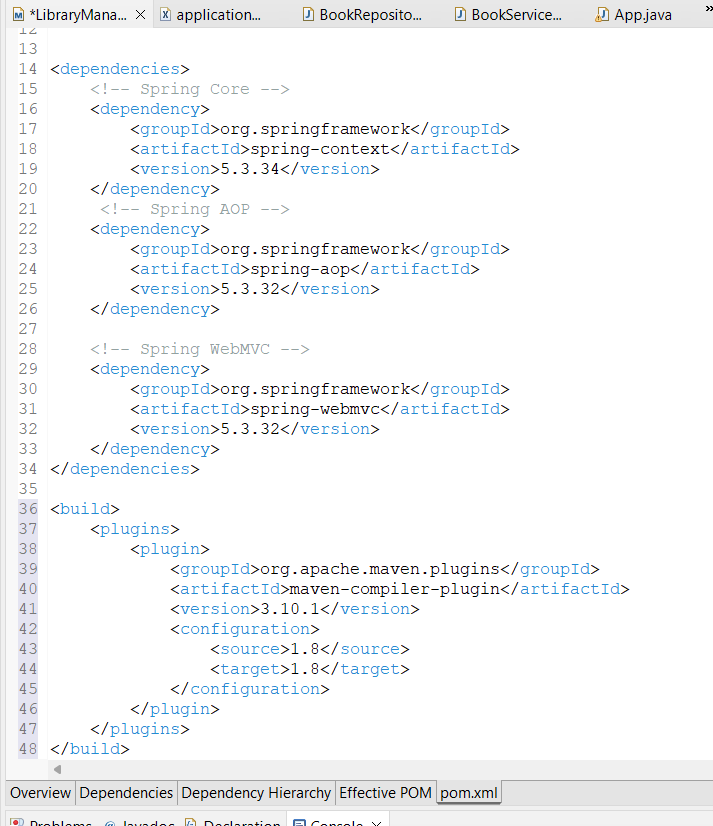 *LibraryMana...
application...
BookReposito...
BookService...
App.java
»
12
13
14 <dependencies>
15     <!-- Spring Core -->
16     <dependency>
17         <groupId>org.springframework</groupId>
18         <artifactId>spring-context</artifactId>
19         <version>5.3.34</version>
20     </dependency>
21      <!-- Spring AOP -->
22     <dependency>
23         <groupId>org.springframework</groupId>
24         <artifactId>spring-aop</artifactId>
25         <version>5.3.32</version>
26     </dependency>
27
28     <!-- Spring WebMVC -->
29     <dependency>
30         <groupId>org.springframework</groupId>
31         <artifactId>spring-webmvc</artifactId>
32         <version>5.3.32</version>
33     </dependency>
34 </dependencies>
35
36 <build>
37     <plugins>
38         <plugin>
39             <groupId>org.apache.maven.plugins</groupId>
40             <artifactId>maven-compiler-plugin</artifactId>
41             <version>3.10.1</version>
42             <configuration>
43                 <source>1.8</source>
44                 <target>1.8</target>
45             </configuration>
46         </plugin>
47     </plugins>
48 </build>
Overview Dependencies Dependency Hierarchy Effective POM pom.xml
Problems @ Javadoc Declaration Console